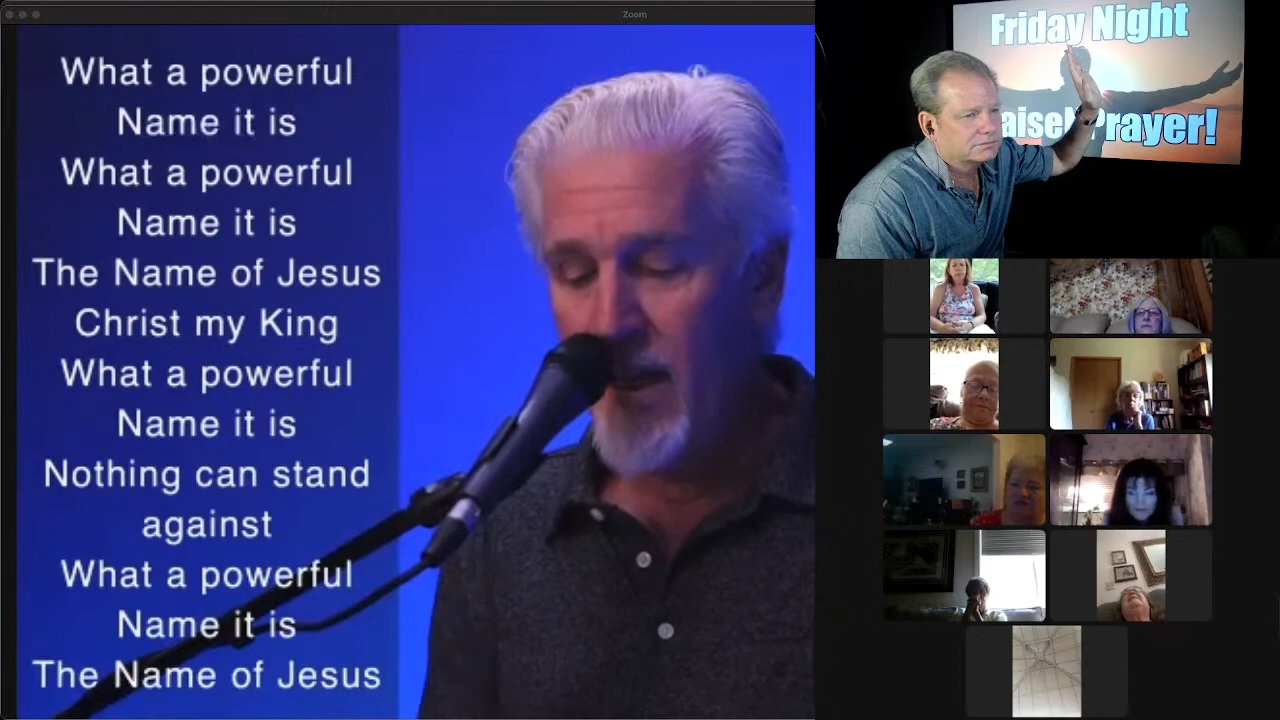 Zoom
What a powerful
Name it is
What a powerful
Name it is
The Name of Jesus
Christ my King
What a powerful
Name it is
Nothing can stand
against
What a powerful
Name it is
The Name of Jesus
Friday Night
Prayer!